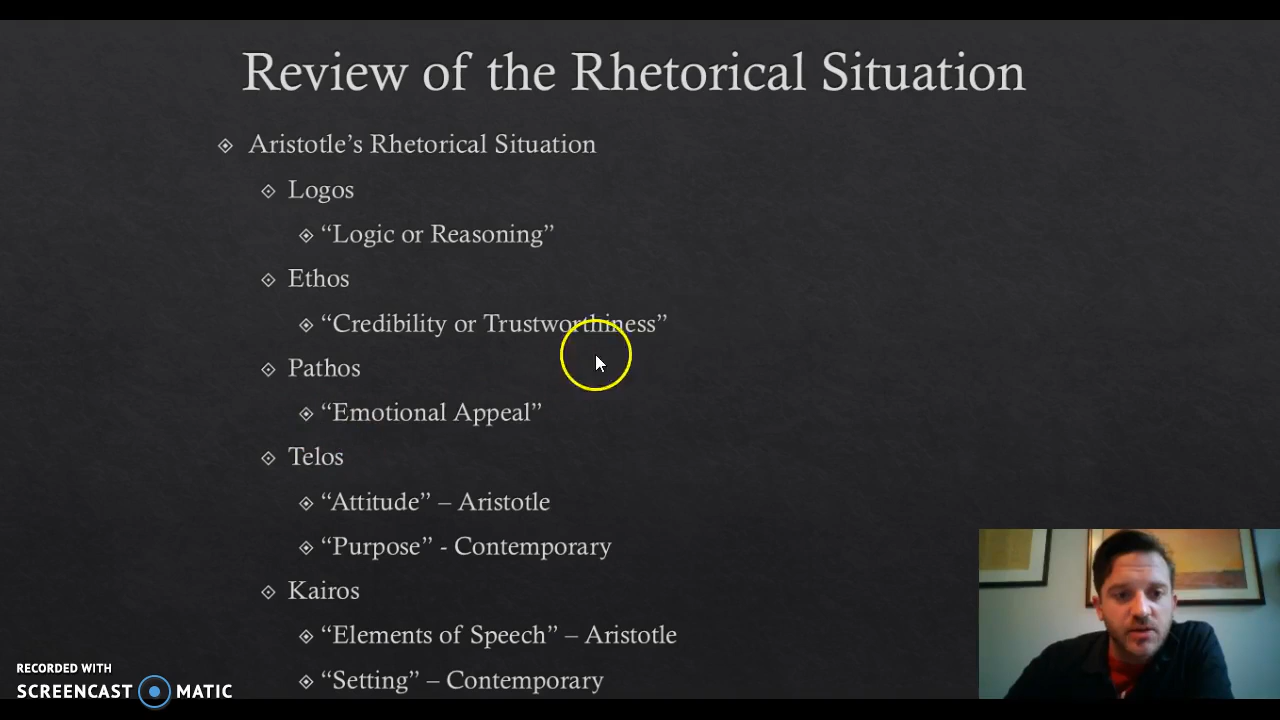 Review of the Rhetorical Situation
Aristotle’s Rhetorical Situation
Logos
“Logic or Reasoning”
Ethos
“Credibility or Trustworthiness”
Pathos
“Emotional Appeal”
Telos
“Attitude” – Aristotle
“Purpose” - Contemporary
Kairos
“Elements of Speech” – Aristotle
“Setting” – Contemporary
RECORDED WITH
SCREENCAST MATIC